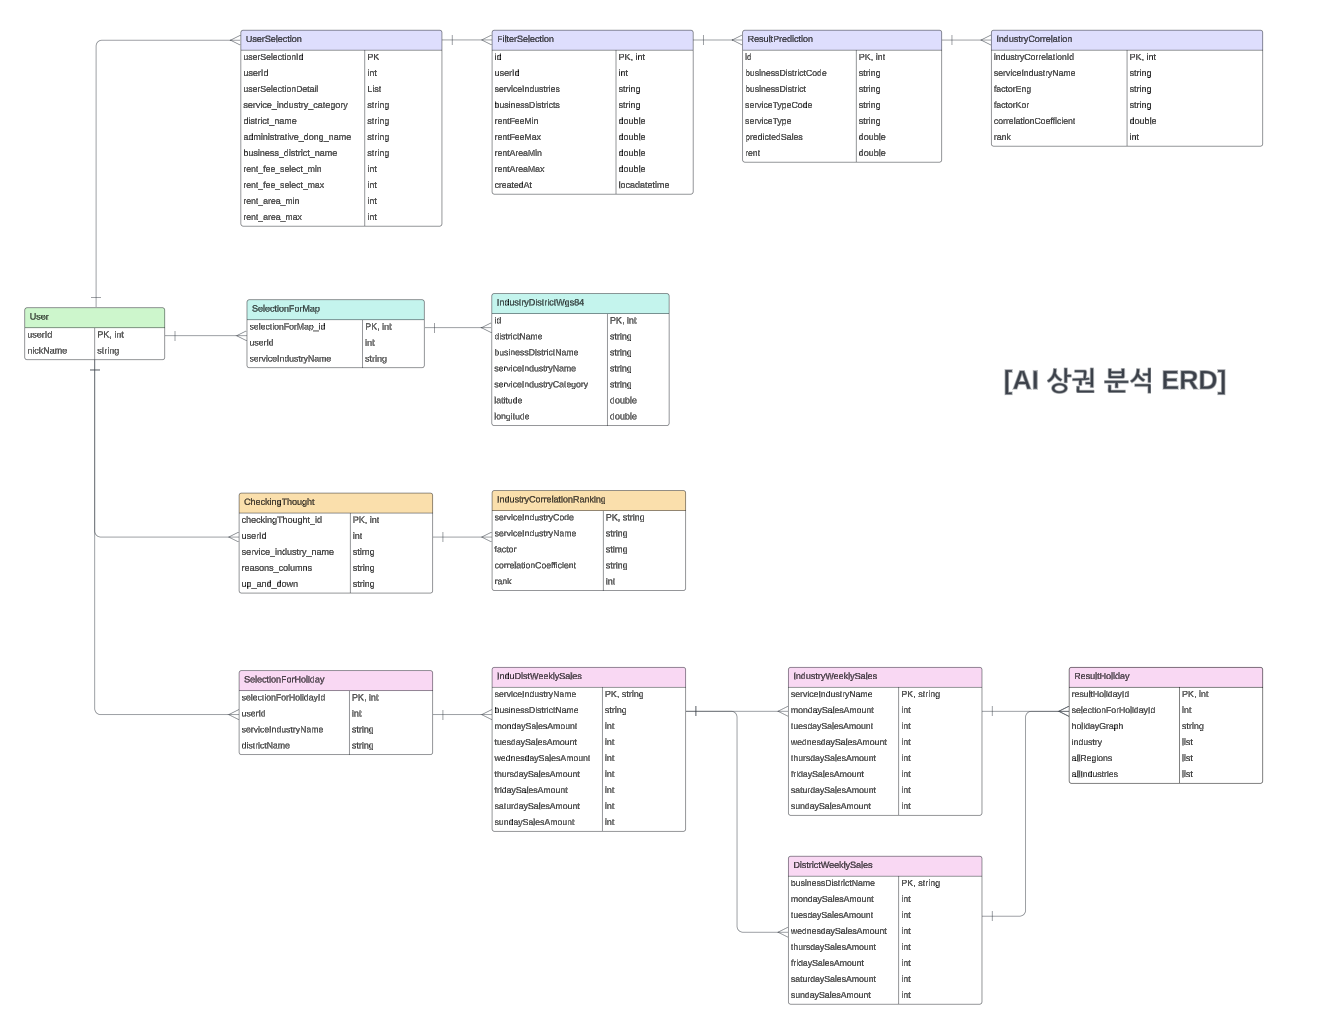 UserSelection
userSelectionId PK
userId int
userSelectionDetail List
service_industry_category string
district_name string
administrative_dong_name string
business_district_name string
rent_fee_select_min int
rent_fee_select_max int
rent_area_min int
rent_area_max int
FilterSelection
id PK, int
userId int
serviceIndustries string
businessDistricts string
rentFeeMin double
rentFeeMax double
rentAreaMin double
rentAreaMax double
createdAt locadatetime
ResultPrediction
id PK, int
businessDistrictCode string
businessDistrict string
serviceTypeCode string
serviceType string
predictedSales double
rent double
IndustryCorrelation
industryCorrelationId PK, int
serviceIndustryName string
factorEng string
factorKor string
correlationCoefficient double
rank int
User
userId PK, int
nickName string
SelectionForMap
selectionForMap_id PK, int
userId int
serviceIndustryName string
IndustryDistrictWgs84
id PK, int
districtName string
businessDistrictName string
serviceIndustryName string
serviceIndustryCategory string
latitude double
longitude double
[AI 상권 분석 ERD]
CheckingThought
checkingThought_id PK, int
userId int
service_industry_name stimg
reasons_columns string
up_and_down string
IndustryCorrelationRanking
serviceIndustryCode PK, string
serviceIndustryName string
factor stimg
correlationCoefficient string
rank int
SelectionForHoliday
selectionForHolidayId PK, int
userId int
serviceIndustryName string
districtName string
InduDistWeeklySales
serviceIndustryName PK, string
businessDistrictName string
mondaySalesAmount int
tuesdaySalesAmount int
wednesdaySalesAmount int
thursdaySalesAmount int
fridaySalesAmount int
saturdaySalesAmount int
sundaySalesAmount int
IndustryWeeklySales
serviceIndustryName PK, string
mondaySalesAmount int
tuesdaySalesAmount int
wednesdaySalesAmount int
thursdaySalesAmount int
fridaySalesAmount int
saturdaySalesAmount int
sundaySalesAmount int
ResultHoliday
resultHolidayId PK, int
selectionForHolidayId int
holidayGraph string
industry list
allRegions list
allIndustries list
DistrictWeeklySales
businessDistrictName PK, string
mondaySalesAmount int
tuesdaySalesAmount int
wednesdaySalesAmount int
thursdaySalesAmount int
fridaySalesAmount int
saturdaySalesAmount int
sundaySalesAmount int